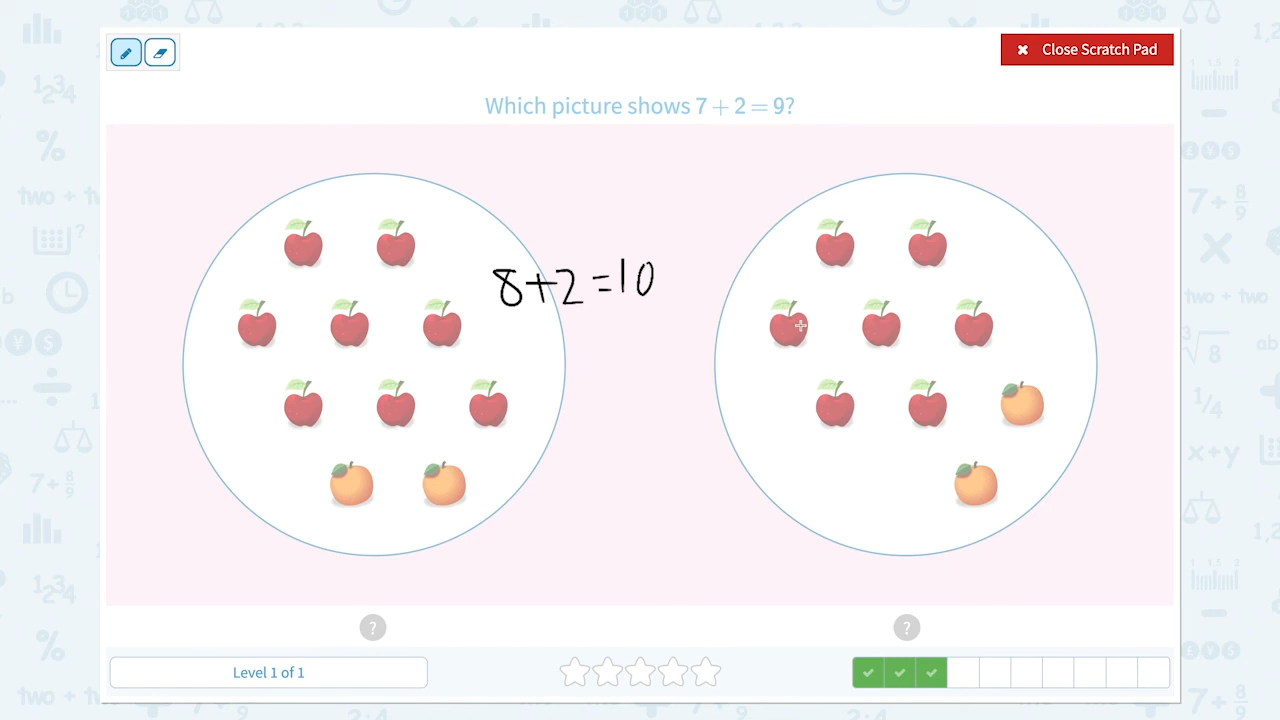 Close Scratch Pad
Which picture shows 7 + 2 = 9?
8+2=10
?
?
Level 1 of 1